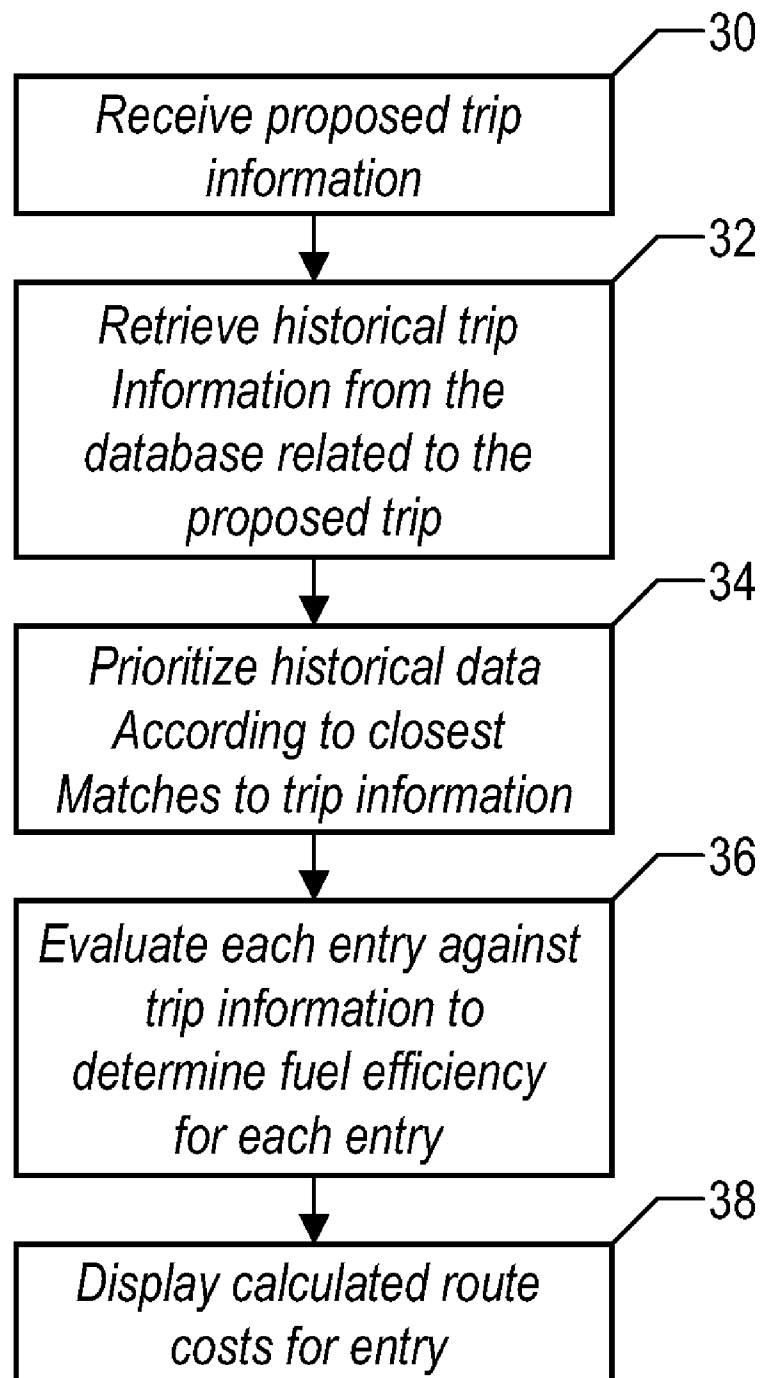 30
Receive proposed trip
information
32
Retrieve historical trip
Information from the
database related to the
proposed trip
34
Prioritize historical data
According to closest
Matches to trip information
36
Evaluate each entry against
trip information to
determine fuel efficiency
for each entry
38
Display calculated route
costs for entry